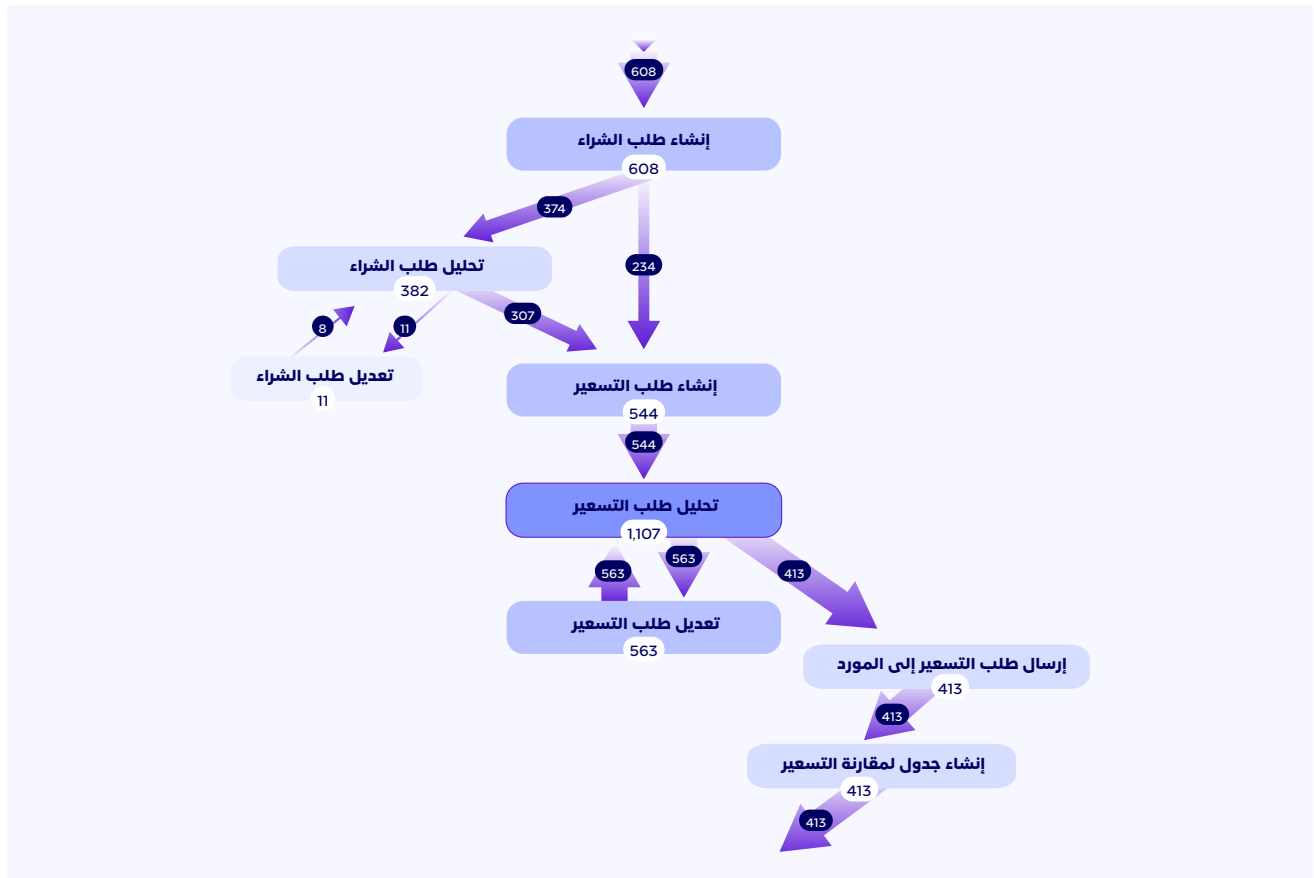 608
إنشاء طلب الشراء
608
374
234
تحليل طلب الشراء
382
307
11
8
تعديل طلب الشراء
11
إنشاء طلب التسعير
544
544
تحليل طلب التسعير
1,107
563
563
413
تعديل طلب التسعير
563
إرسال طلب التسعير إلى المورد
413
413
إنشاء جدول لمقارنة التسعير
413
413